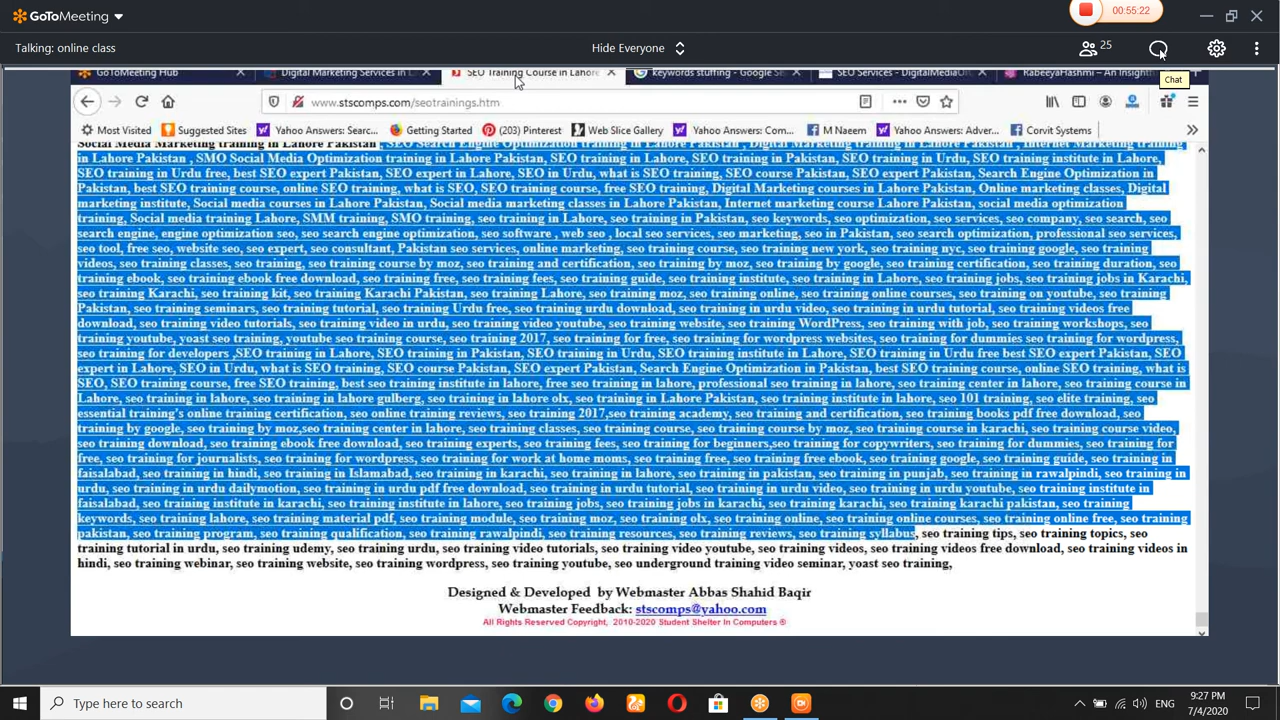 GoToMeeting
00:55:22
Talking: online class
Hide Everyone
25
Chat
GoToMeeting Hub
Digital Marketing Services in L
SEO Training Course in Lahore
keywords stuffing - Google Se
SEO Services - DigitalMediaOl
RabeeyaHashmi – An Insight
www.stscomps.com/seotrainings.htm
Most Visited
Suggested Sites
Yahoo Answers: Sear...
Getting Started
(203) Pinterest
Web Slice Gallery
Yahoo Answers: Com...
M Naeem
Yahoo Answers: Adver...
Corvit Systems
Social Media Marketing training in Lahore Pakistan , SEO Search Engine Optimization training in Lahore Pakistan , Digital Marketing training in Lahore Pakistan , Internet Marketing training
in Lahore Pakistan , SMO Social Media Optimization training in Lahore Pakistan, SEO training in Lahore, SEO training in Pakistan, SEO training in Urdu, SEO training institute in Lahore,
SEO training in Urdu free, best SEO expert Pakistan, SEO expert in Lahore, SEO in Urdu, what is SEO training, SEO course Pakistan, SEO expert Pakistan, Search Engine Optimization in
Pakistan, best SEO training course, online SEO training, what is SEO, SEO training course, free SEO training, Digital Marketing courses in Lahore Pakistan, Online marketing classes, Digital
marketing institute, Social media courses in Lahore Pakistan, Social media marketing classes in Lahore Pakistan, Internet marketing course Lahore Pakistan, social media optimization
training, Social media training Lahore, SMM training, SMO training, seo training in Lahore, seo training in Pakistan, seo keywords, seo optimization, seo services, seo company, seo search, seo
search engine, engine optimization seo, seo search engine optimization, seo software , web seo , local seo services, seo marketing, seo in Pakistan, seo search optimization, professional seo services,
seo tool, free seo, website seo, seo expert, seo consultant, Pakistan seo services, online marketing, seo training course, seo training new york, seo training nyc, seo training google, seo training
videos, seo training classes, seo training, seo training course by moz, seo training and certification, seo training by moz, seo training by google, seo training certification, seo training duration, seo
training ebook, seo training ebook free download, seo training free, seo training fees, seo training guide, seo training institute, seo training in Lahore, seo training jobs, seo training jobs in Karachi,
seo training Karachi, seo training kit, seo training Karachi Pakistan, seo training Lahore, seo training moz, seo training online, seo training online courses, seo training on youtube, seo training
Pakistan, seo training seminars, seo training tutorial, seo training Urdu free, seo training urdu download, seo training in urdu video, seo training in urdu tutorial, seo training videos free
download, seo training video tutorials, seo training video in urdu, seo training video youtube, seo training website, seo training WordPress, seo training with job, seo training workshops, seo
training youtube, yoast seo training, youtube seo training course, seo training 2017, seo training for free, seo training for wordpress websites, seo training for dummies seo training for wordpress,
seo training for developers ,SEO training in Lahore, SEO training in Pakistan, SEO training in Urdu, SEO training institute in Lahore, SEO training in Urdu free best SEO expert Pakistan, SEO
expert in Lahore, SEO in Urdu, what is SEO training, SEO course Pakistan, SEO expert Pakistan, Search Engine Optimization in Pakistan, best SEO training course, online SEO training, what is
SEO, SEO training course, free SEO training, best seo training institute in lahore, free seo training in lahore, professional seo training in lahore, seo training center in lahore, seo training course in
Lahore, seo training in lahore, seo training in lahore gulberg, seo training in lahore olx, seo training in Lahore Pakistan, seo training institute in lahore, seo 101 training, seo elite training, seo
essential training's online training certification, seo online training reviews, seo training 2017,seo training academy, seo training and certification, seo training books pdf free download, seo
training by google, seo training by moz,seo training center in lahore, seo training classes, seo training course, seo training course by moz, seo training course in karachi, seo training course video,
seo training download, seo training ebook free download, seo training experts, seo training fees, seo training for beginners,seo training for copywriters, seo training for dummies, seo training for
free, seo training for journalists, seo training for wordpress, seo training for work at home moms, seo training free, seo training free ebook, seo training google, seo training guide, seo training in
faisalabad, seo training in hindi, seo training in Islamabad, seo training in karachi, seo training in lahore, seo training in pakistan, seo training in punjab, seo training in rawalpindi, seo training in
urdu, seo training in urdu dailymotion, seo training in urdu pdf free download, seo training in urdu tutorial, seo training in urdu video, seo training in urdu youtube, seo training institute in
faisalabad, seo training institute in karachi, seo training institute in lahore, seo training jobs, seo training jobs in karachi, seo training karachi, seo training karachi pakistan, seo training
keywords, seo training lahore, seo training material pdf, seo training module, seo training moz, seo training olx, seo training online, seo training online courses, seo training online free, seo training
pakistan, seo training program, seo training qualification, seo training rawalpindi, seo training resources, seo training reviews, seo training syllabus, seo training tips, seo training topics, seo
training tutorial in urdu, seo training udemy, seo training urdu, seo training video tutorials, seo training video youtube, seo training videos, seo training videos free download, seo training videos in
hindi, seo training webinar, seo training website, seo training wordpress, seo training youtube, seo underground training video seminar, yoast seo training,
Designed & Developed by Webmaster Abbas Shahid Baqir
Webmaster Feedback: stscomps@yahoo.com
All Rights Reserved Copyright, 2010-2020 Student Shelter In Computers ®
Type here to search
ENG
9:27 PM
7/4/2020